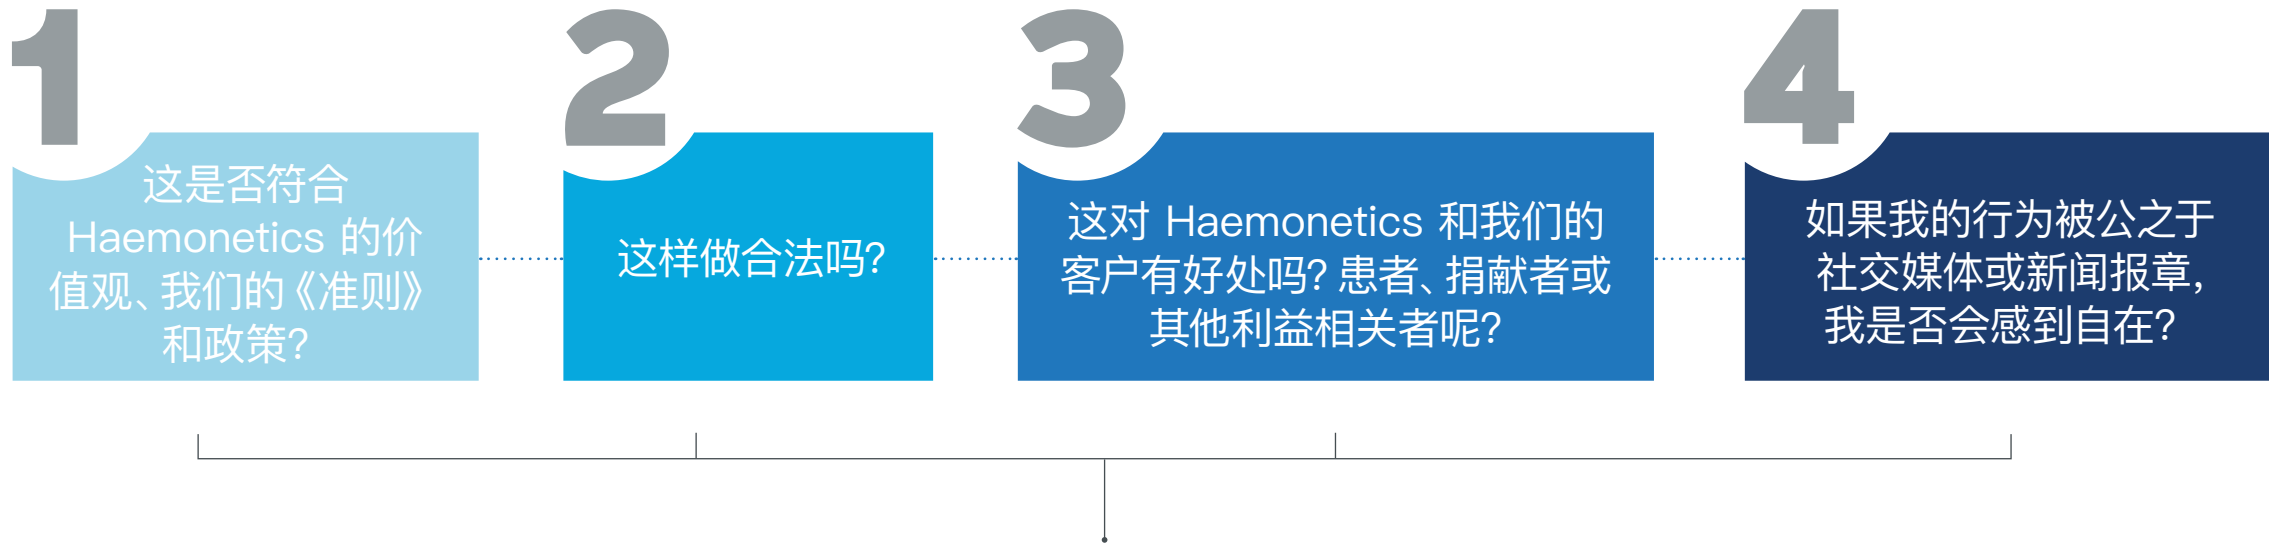 1
这是否符合
Haemonetics 的价
值观、我们的《准则》
和政策?
2
这样做合法吗?
3
这对 Haemonetics 和我们的
客户有好处吗? 患者、捐献者或
其他利益相关者呢?
4
如果我的行为被公之于
社交媒体或新闻报章,
我是否会感到自在?